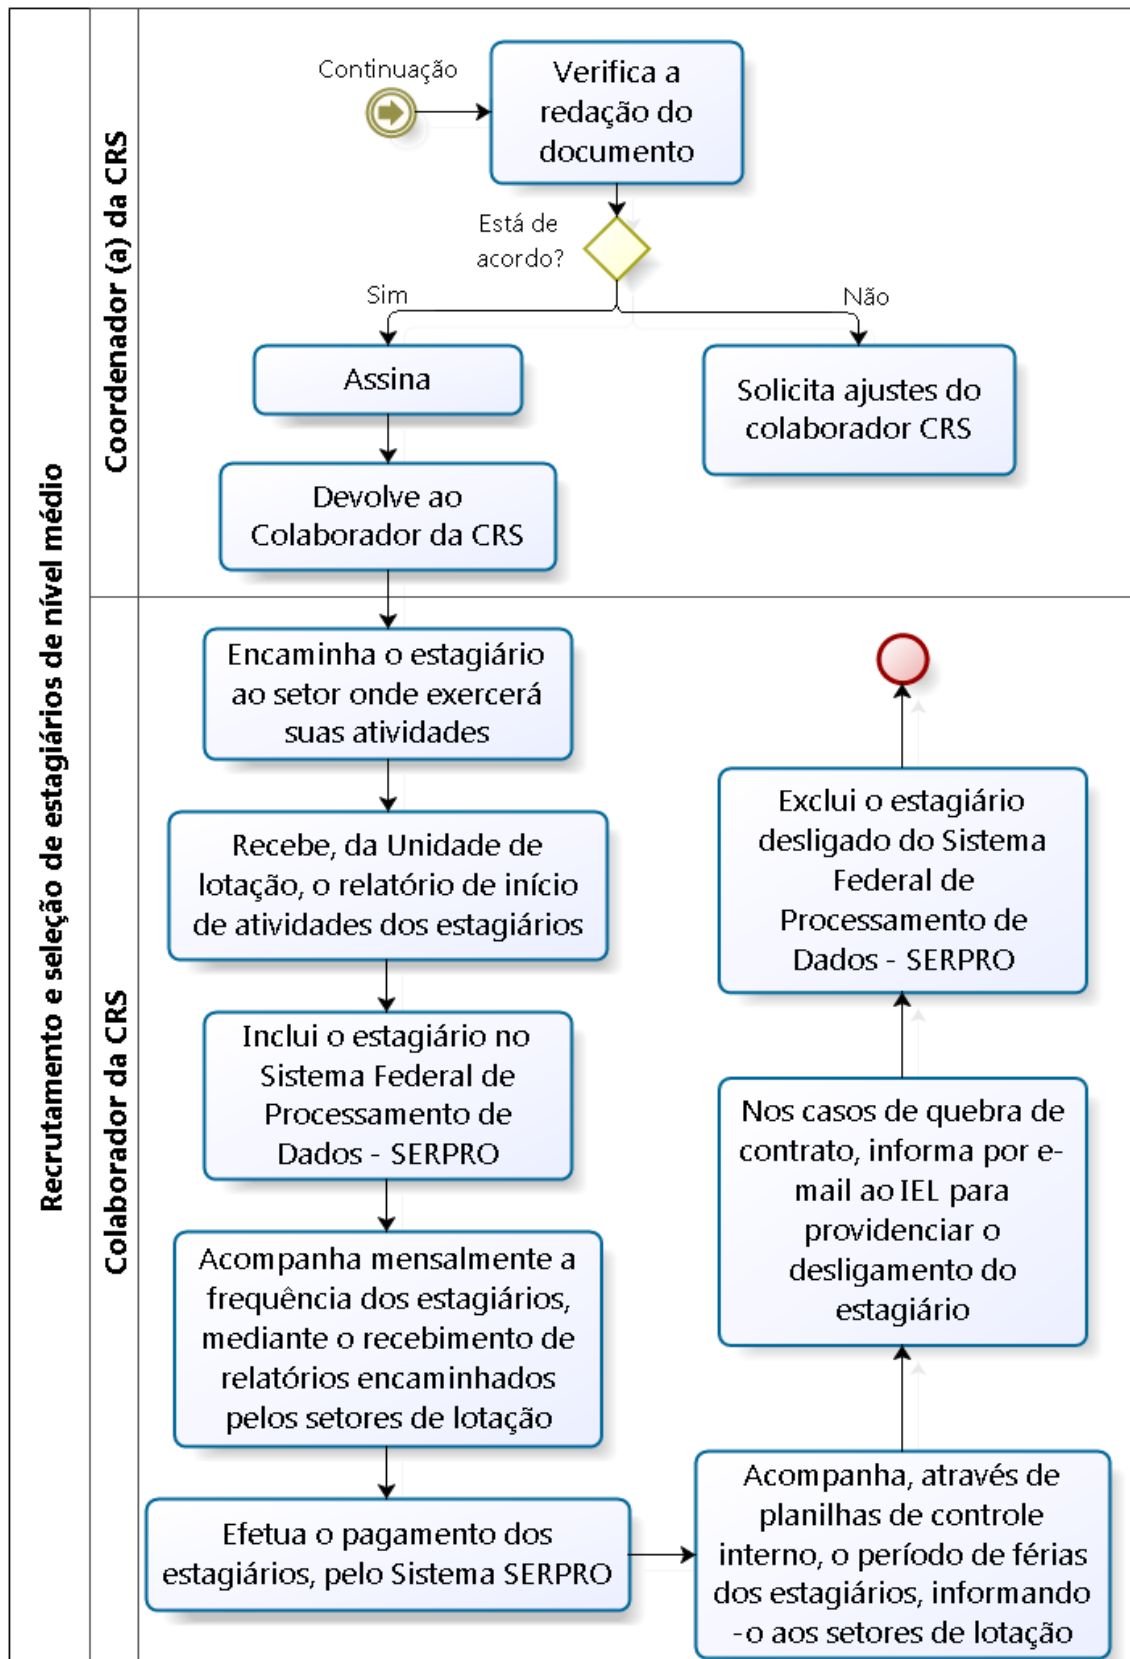 Recrutamento e seleção de estagiários de nível médio
Coordenador (a) da CRS
Continuação
Verifica a
redação do
documento
Está de
acordo?
Sim
Não
Assina
Solicita ajustes do
colaborador CRS
Devolve ao
Colaborador da CRS
Colaborador da CRS
Encaminha o estagiário
ao setor onde exercerá
suas atividades
Recebe, da Unidade de
lotação, o relatório de início
de atividades dos estagiários
Inclui o estagiário no
Sistema Federal de
Processamento de
Dados - SERPRO
Acompanha mensalmente a
frequência dos estagiários,
mediante o recebimento de
relatórios encaminhados
pelos setores de lotação
Efetua o pagamento dos
estagiários, pelo Sistema SERPRO
Acompanha, através de
planilhas de controle
interno, o período de férias
dos estagiários, informando
-o aos setores de lotação
Nos casos de quebra de
contrato, informa por e-
mail ao IEL para
providenciar o
desligamento do
estagiário
Exclui o estagiário
desligado do Sistema
Federal de
Processamento de
Dados - SERPRO